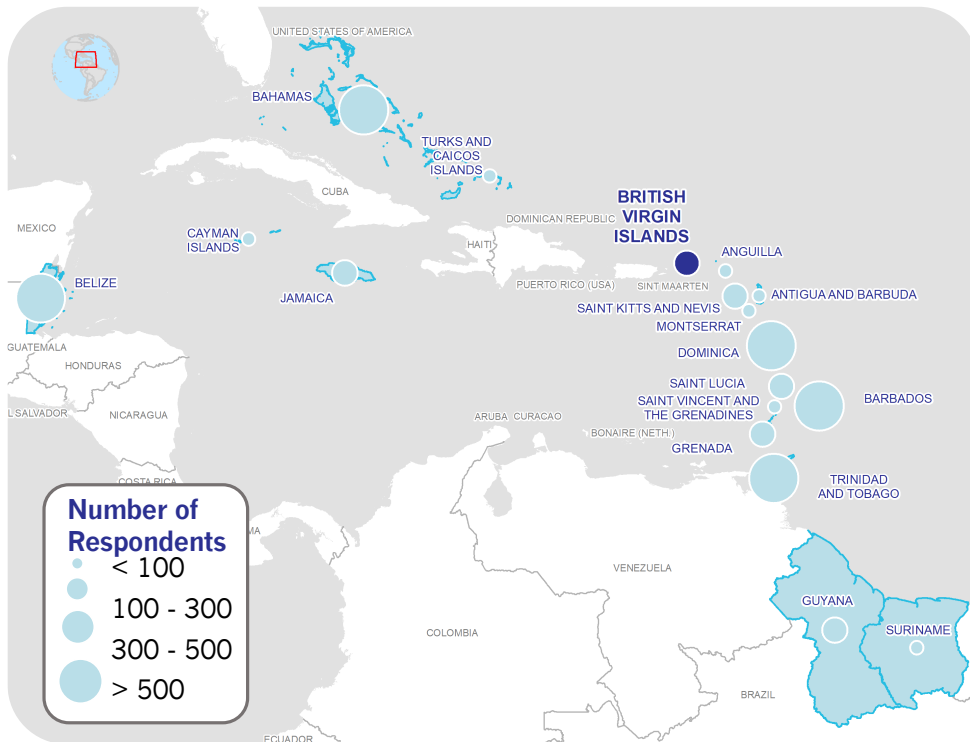 UNITED STATES OF AMERICA
BAHAMAS
TURKS AND
CAICOS
ISLANDS
CUBA
MEXICO
CAYMAN
ISLANDS
HAITI
DOMINICAN REPUBLIC
BRITISH
VIRGIN
ISLANDS
ANGUILLA
BELIZE
JAMAICA
PUERTO RICO (USA)
SINT MAARTEN
ANTIGUA AND BARBUDA
SAINT KITTS AND NEVIS
MONTSERRAT
GUATEMALA
HONDURAS
DOMINICA
SAINT LUCIA
L SALVADOR
NICARAGUA
ARUBA
CURACAO
SAINT VINCENT AND
THE GRENADINES
BARBADOS
BONAIRE (NETH.)
GRENADA
COSTA RICA
TRINIDAD
AND TOBAGO
MA
Number of
Respondents
< 100
100 - 300
300 - 500
> 500
VENEZUELA
GUYANA
SURINAME
COLOMBIA
BRAZIL
ECUADOR